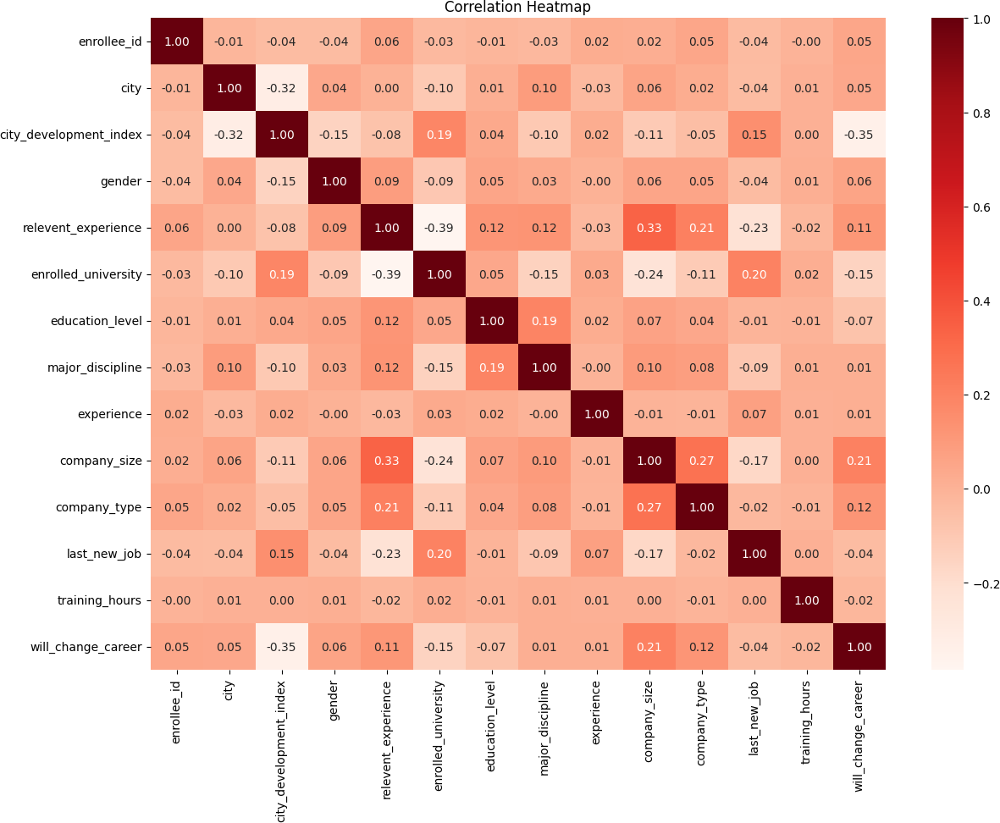 Correlation Heatmap
enrollee_id 1.00 -0.01 -0.04 -0.04 0.06 -0.03 -0.01 -0.03 0.02 0.02 0.05 -0.04 -0.00 0.05
city -0.01 1.00 -0.32 0.04 0.00 -0.10 0.01 0.10 -0.03 0.06 0.02 -0.04 0.01 0.05
city_development_index -0.04 -0.32 1.00 -0.15 -0.08 0.19 0.04 -0.10 0.02 -0.11 -0.05 0.15 0.00 -0.35
gender -0.04 0.04 -0.15 1.00 0.09 -0.09 0.05 0.03 -0.00 0.06 0.05 -0.04 0.01 0.06
relevent_experience 0.06 0.00 -0.08 0.09 1.00 -0.39 0.12 0.12 -0.03 0.33 0.21 -0.23 -0.02 0.11
enrolled_university -0.03 -0.10 0.19 -0.09 -0.39 1.00 0.05 -0.15 0.03 -0.24 -0.11 0.20 0.02 -0.15
education_level -0.01 0.01 0.04 0.05 0.12 0.05 1.00 0.19 0.02 0.07 0.04 -0.01 -0.01 -0.07
major_discipline -0.03 0.10 -0.10 0.03 0.12 -0.15 0.19 1.00 -0.00 0.10 0.08 -0.09 0.01 0.01
experience 0.02 -0.03 0.02 -0.00 -0.03 0.03 0.02 -0.00 1.00 -0.01 -0.01 0.07 0.01 0.01
company_size 0.02 0.06 -0.11 0.06 0.33 -0.24 0.07 0.10 -0.01 1.00 0.27 -0.17 0.00 0.21
company_type 0.05 0.02 -0.05 0.05 0.21 -0.11 0.04 0.08 -0.01 0.27 1.00 -0.02 -0.01 0.12
last_new_job -0.04 -0.04 0.15 -0.04 -0.23 0.20 -0.01 -0.09 0.07 -0.17 -0.02 1.00 0.00 -0.04
training_hours -0.00 0.01 0.00 0.01 -0.02 0.02 -0.01 0.01 0.01 0.00 -0.01 0.00 1.00 -0.02
will_change_career 0.05 0.05 -0.35 0.06 0.11 -0.15 -0.07 0.01 0.01 0.21 0.12 -0.04 -0.02 1.00
enrollee_id
city
city_development_index
gender
relevent_experience
enrolled_university
education_level
major_discipline
experience
company_size
company_type
last_new_job
training_hours
will_change_career
1.0
0.8
0.6
0.4
0.2
0.0
−0.2